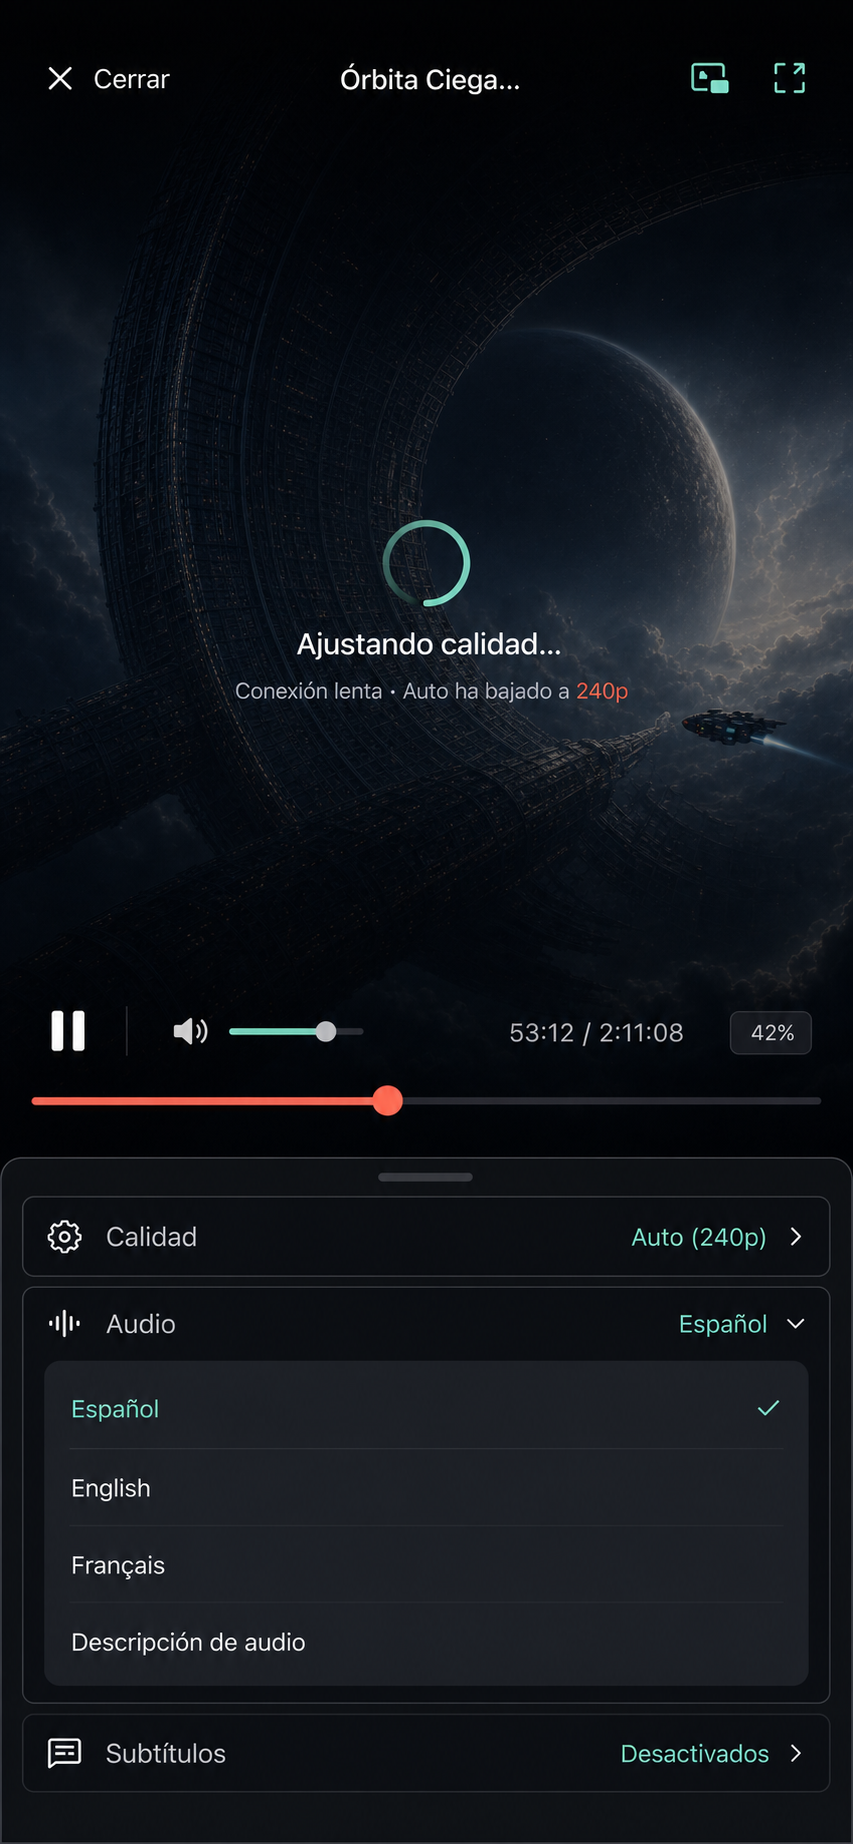 Cerrar
Órbita Ciega...
Ajustando calidad...
Conexión lenta • Auto ha bajado a 240p
53:12 / 2:11:08
42%
Calidad
Auto (240p)
Audio
Español
Español
English
Français
Descripción de audio
Subtítulos
Desactivados